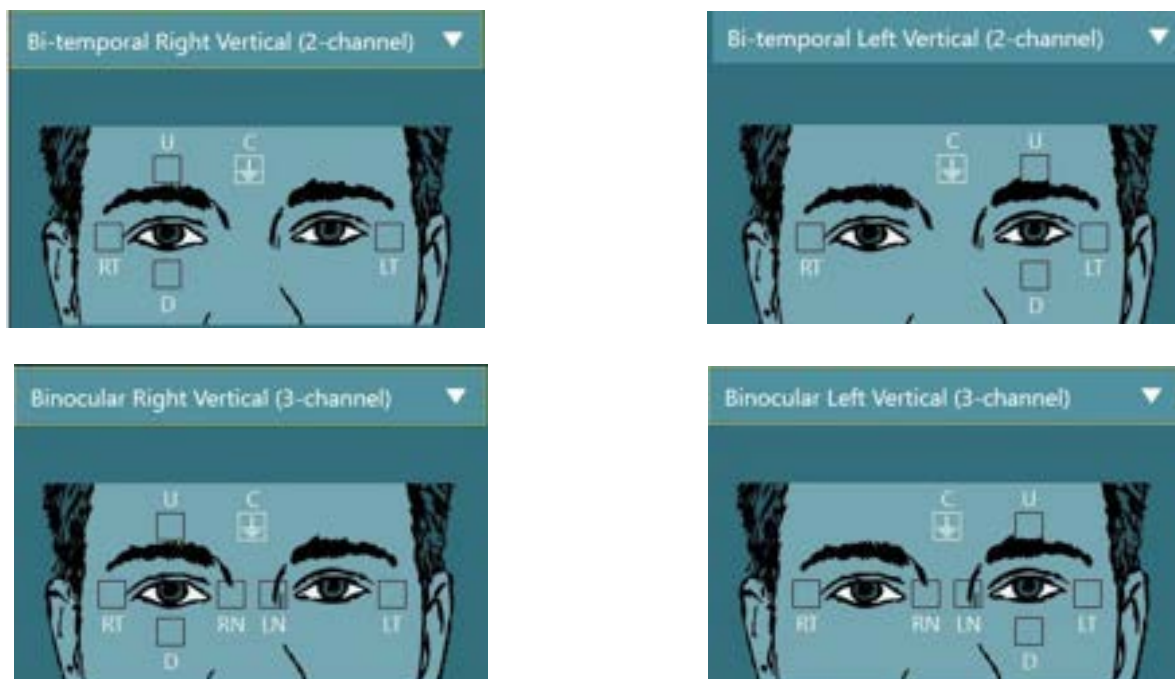 Bi-temporal Right Vertical (2-channel)
U C
RT LT
D
Bi-temporal Left Vertical (2-channel)
C U
RT LT
D
Binocular Right Vertical (3-channel)
U C
RT RN LN LT
D
Binocular Left Vertical (3-channel)
C U
RT RN LN LT
D